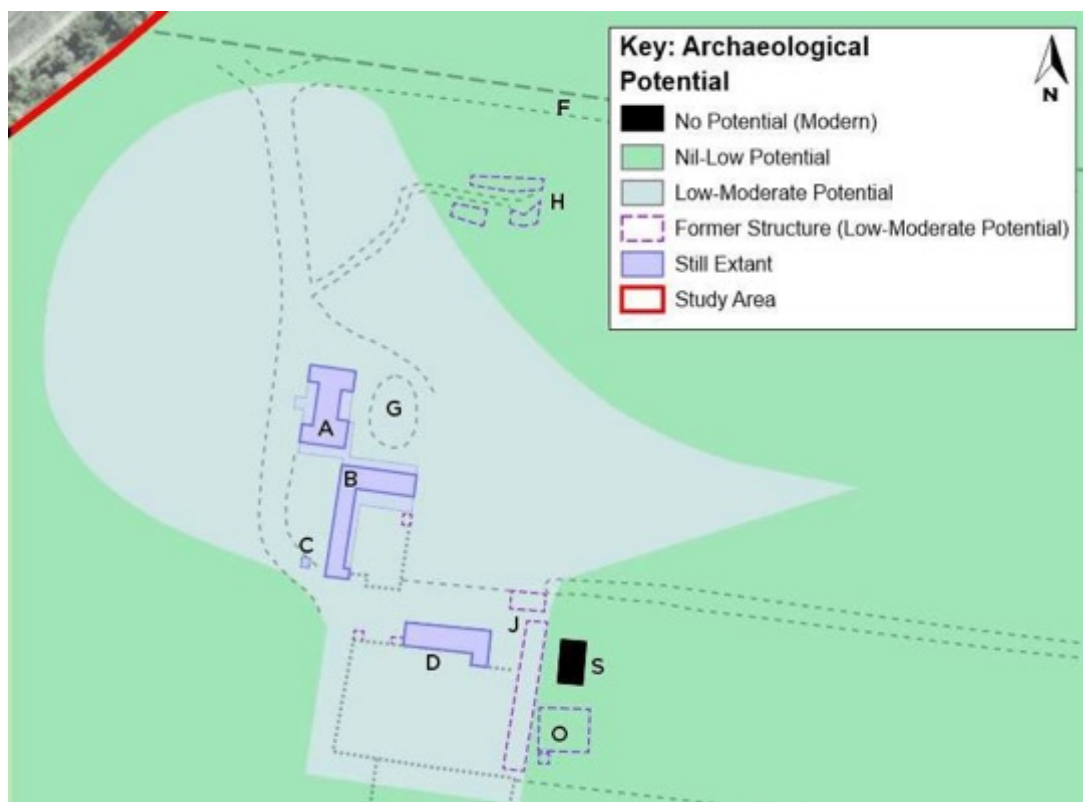 Key: Archaeological
Potential
N
No Potential (Modern)
Nil-Low Potential
Low-Moderate Potential
Former Structure (Low-Moderate Potential)
Still Extant
Study Area
F
H
G
A
B
C
J
D
S
O